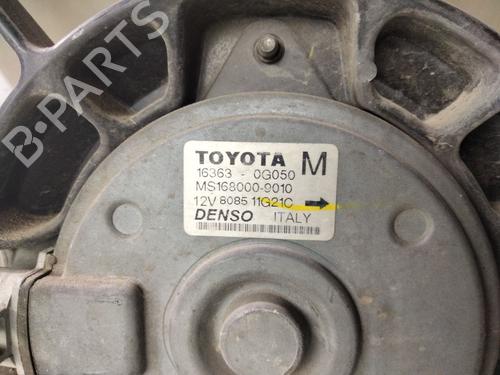 B-PARTS
TOYOTA M
16363 - 0G050
MS168000-9010
12V 8085 11G21C
DENSO ITALY